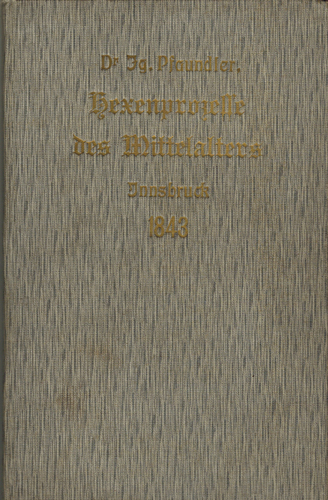 Dr Ig. Pfaundler.
Hexenprozesse
des Mittelalters
Innsbruck
1843